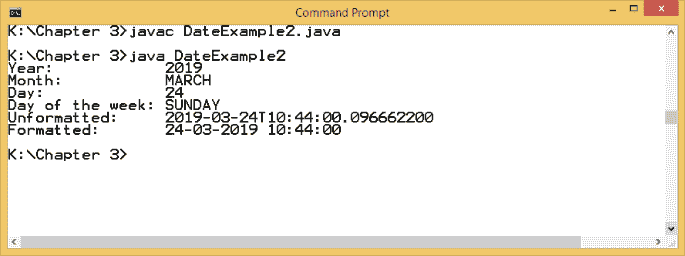 Command Prompt
K:\Chapter 3>javac DateExample2.java
K:\Chapter 3>java DateExample2
Year: 2019
Month: MARCH
Day: 24
Day of the week: SUNDAY
Unformatted: 2019-03-24T10:44:00.096662200
Formatted: 24-03-2019 10:44:00
K:\Chapter 3>